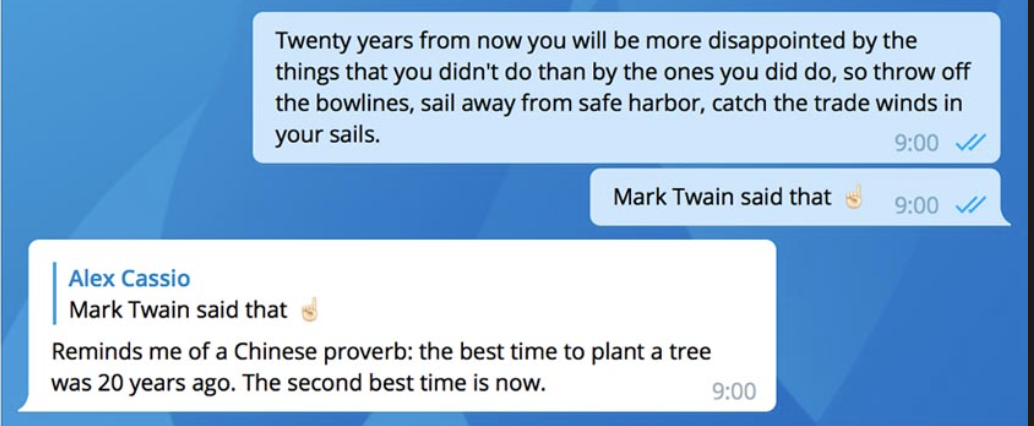 Twenty years from now you will be more disappointed by the
things that you didn't do than by the ones you did do, so throw off
the bowlines, sail away from safe harbor, catch the trade winds in
your sails.
9:00
Mark Twain said that ☝🏻 9:00
Alex Cassio
Mark Twain said that ☝🏻
Reminds me of a Chinese proverb: the best time to plant a tree
was 20 years ago. The second best time is now.
9:00